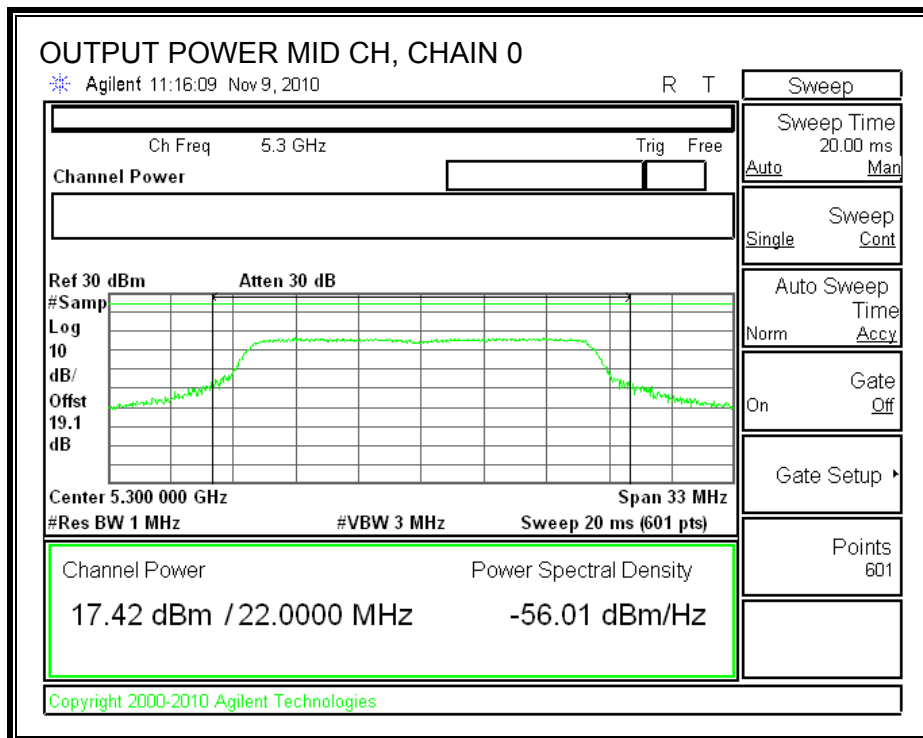 OUTPUT POWER MID CH, CHAIN 0
Agilent 11:16:09 Nov 9, 2010 R T
Ch Freq 5.3 GHz Trig Free
Channel Power
Ref 30 dBm Atten 30 dB
#Samp
Log
10
dB/
Offst
19.1
dB
Center 5.300 000 GHz Span 33 MHz
#Res BW 1 MHz #VBW 3 MHz Sweep 20 ms (601 pts)
Channel Power Power Spectral Density
17.42 dBm / 22.0000 MHz -56.01 dBm/Hz
Copyright 2000-2010 Agilent Technologies
Sweep
Sweep Time
20.00 ms
Auto Man
Sweep
Single Cont
Auto Sweep
Time
Norm Accy
Gate
On Off
Gate Setup
Points
601